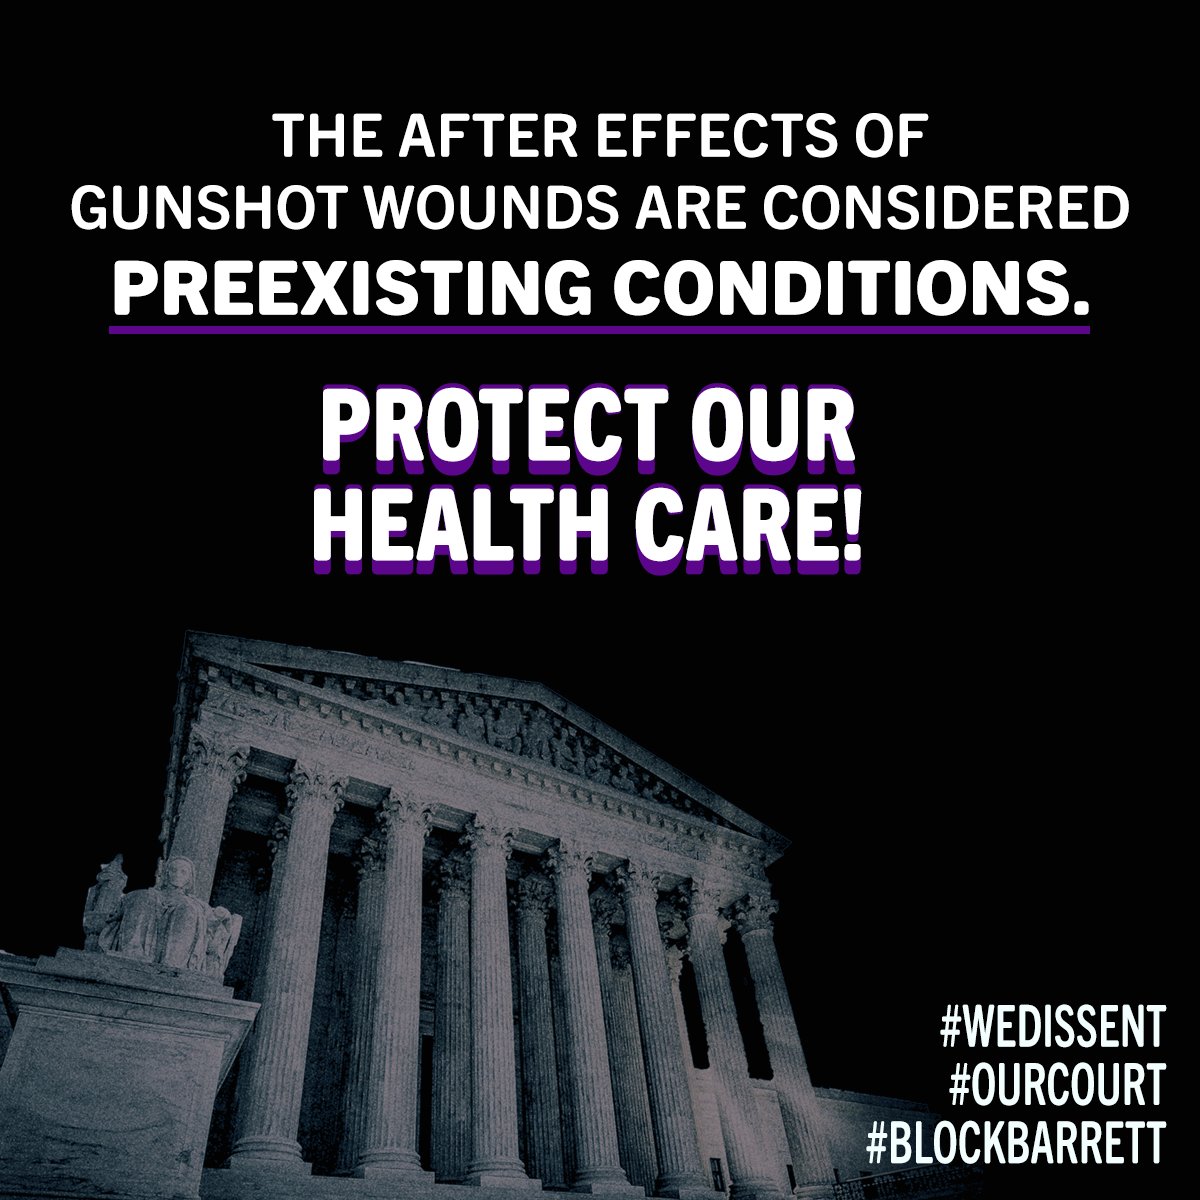 THE AFTER EFFECTS OF
GUNSHOT WOUNDS ARE CONSIDERED
PREEXISTING CONDITIONS.
PROTECT OUR
HEALTH CARE!
#WEDISSENT
#OURCOURT
#BLOCKBARRETT